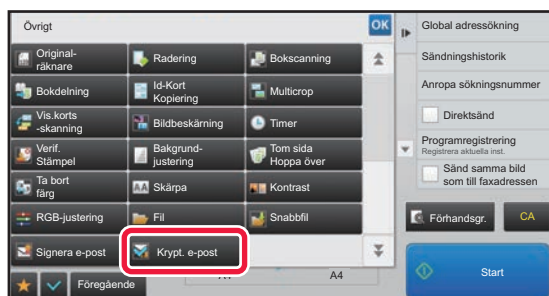 Övrigt
OK
Original-
räknare
Radering
Bokscanning
Bokdelning
Id-Kort
Kopiering
Multicrop
Vis.korts
-skanning
Bildbeskärning
Timer
Verif.
Stämpel
Bakgrund-
justering
Tom sida
Hoppa över
Ta bort
färg
AA Skärpa
Kontrast
RGB-justering
Fil
Snabbfil
Signera e-post
Krypt. e-post
Föregående
A4
Global adressökning
Sändningshistorik
Anropa sökningsnummer
Direktsänd
Programregistrering
Registrera aktuella inst.
Sänd samma bild
som till faxadressen
Förhandsgr.
CA
Start